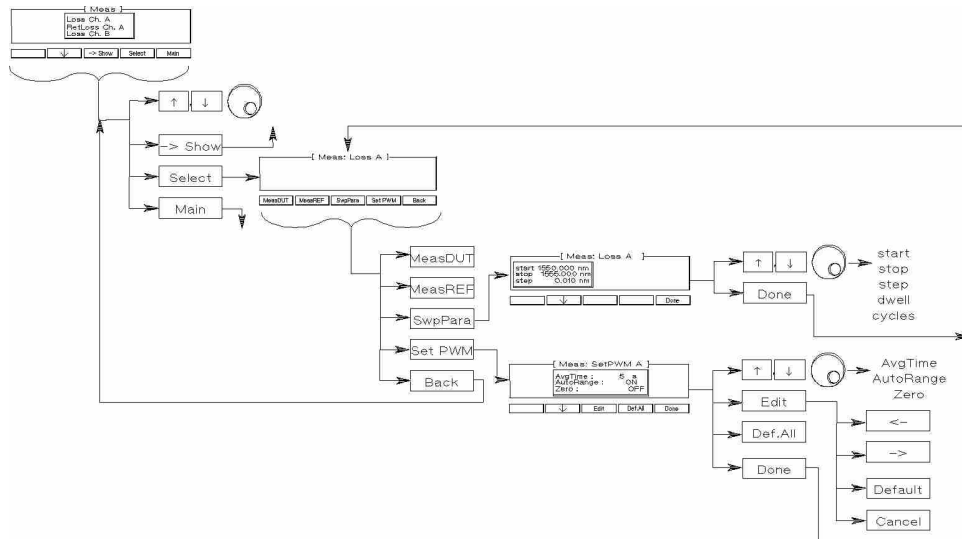 [ Meas ]
Loss Ch. A
RetLoss Ch. A
Loss Ch. B
↓ -> Show Select Main
↑ ↓
-> Show
Select
Main
[ Meas: Loss A ]
MeasDUT MeasREF SwpPara Set PWM Back
MeasDUT
MeasREF
SwpPara
Set PWM
Back
[ Meas: Loss A ]
start 1550.000 nm
stop 1555.000 nm
step 0.010 nm
↓ Done
↑ ↓
Done
start
stop
step
dwell
cycles
[ Meas: SetPWM A ]
AvgTime : .5 s
AutoRange : ON
Zero : OFF
↓ Edit Def.All Done
↑ ↓
Edit
Def.All
Done
AvgTime
AutoRange
Zero
<-
->
Default
Cancel